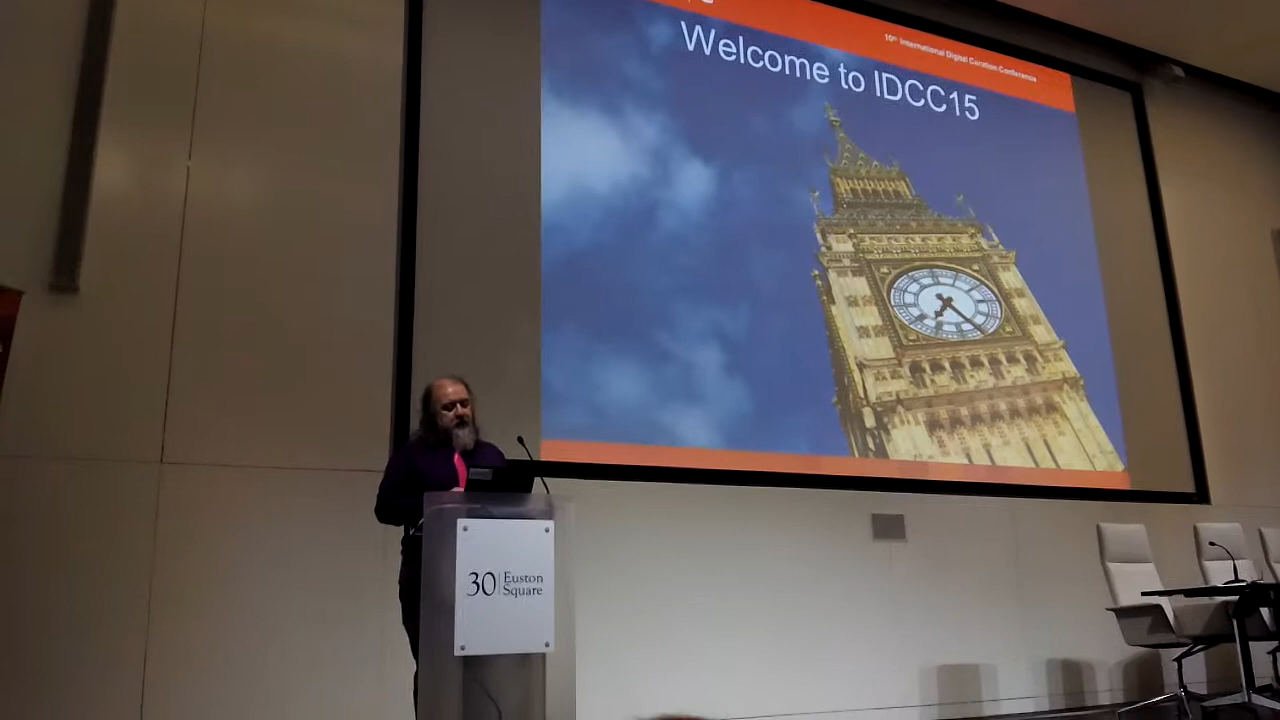 10th International Digital Curation Conference
Welcome to IDCC15
30 Euston
Square